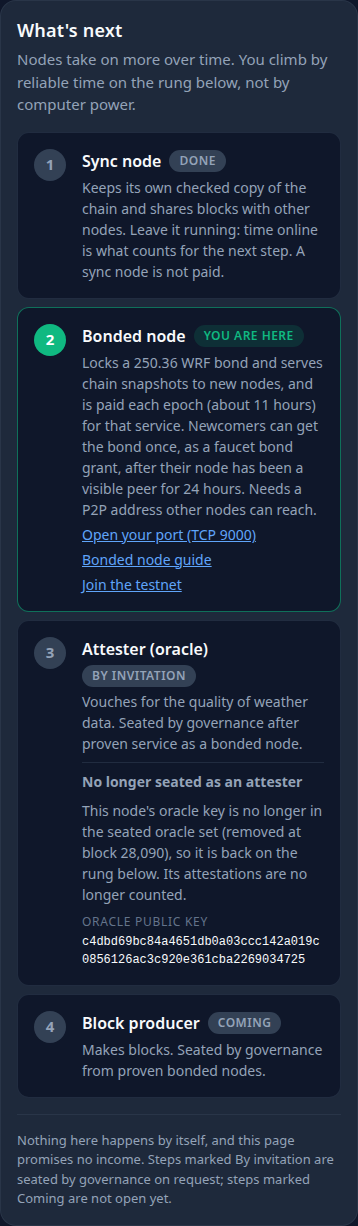 What's next
Nodes take on more over time. You climb by
reliable time on the rung below, not by
computer power.
1
Sync node DONE
Keeps its own checked copy of the
chain and shares blocks with other
nodes. Leave it running: time online
is what counts for the next step. A
sync node is not paid.
2
Bonded node YOU ARE HERE
Locks a 250.36 WRF bond and serves
chain snapshots to new nodes, and
is paid each epoch (about 11 hours)
for that service. Newcomers can get
the bond once, as a faucet bond
grant, after their node has been a
visible peer for 24 hours. Needs a
P2P address other nodes can reach.
Open your port (TCP 9000)
Bonded node guide
Join the testnet
3
Attester (oracle)
BY INVITATION
Vouches for the quality of weather
data. Seated by governance after
proven service as a bonded node.
No longer seated as an attester
This node's oracle key is no longer in
the seated oracle set (removed at
block 28,090), so it is back on the
rung below. Its attestations are no
longer counted.
ORACLE PUBLIC KEY
c4dbd69bc84a4651db0a03ccc142a019c
0856126ac3c920e361cba2269034725
4
Block producer COMING
Makes blocks. Seated by governance
from proven bonded nodes.
Nothing here happens by itself, and this page
promises no income. Steps marked By invitation are
seated by governance on request; steps marked
Coming are not open yet.